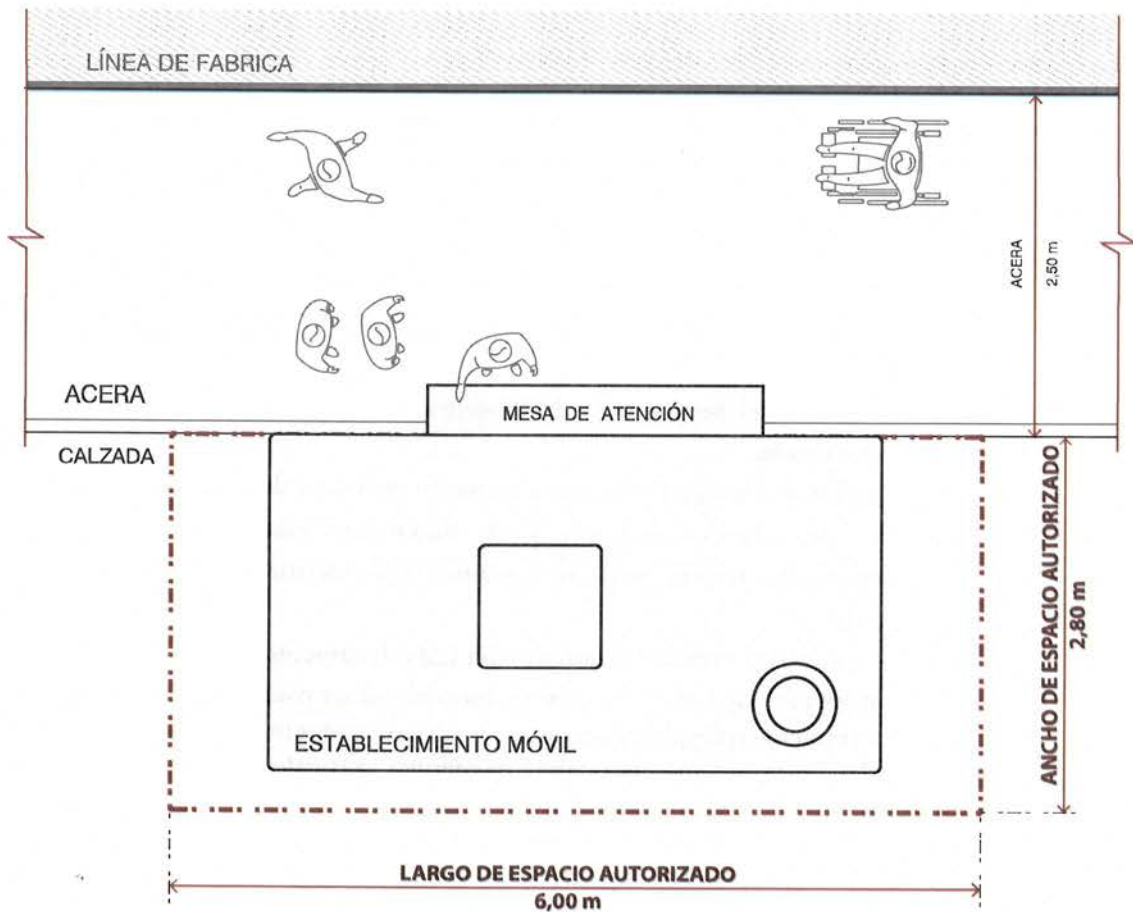 LÍNEA DE FABRICA
ACERA
2,50 m
ACERA
MESA DE ATENCIÓN
CALZADA
ANCHO DE ESPACIO AUTORIZADO
2,80 m
ESTABLECIMIENTO MÓVIL
LARGO DE ESPACIO AUTORIZADO
6,00 m